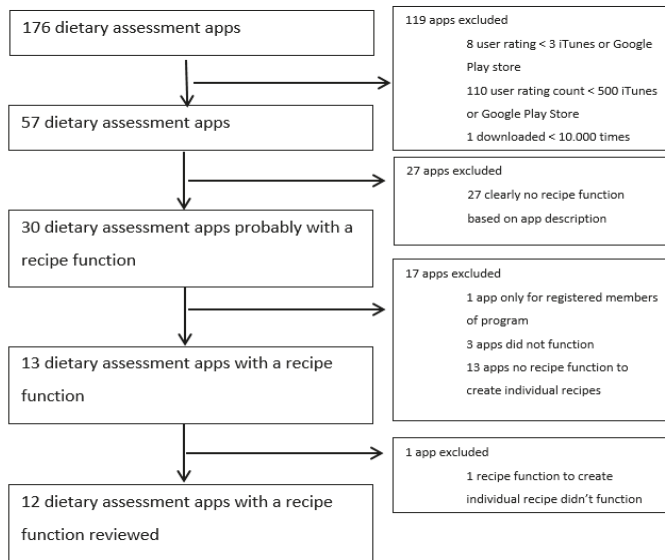 176 dietary assessment apps
119 apps excluded
8 user rating < 3 iTunes or Google
Play store
110 user rating count < 500 iTunes
or Google Play Store
1 downloaded < 10.000 times
57 dietary assessment apps
27 apps excluded
27 clearly no recipe function
based on app description
30 dietary assessment apps probably with a
recipe function
17 apps excluded
1 app only for registered members
of program
3 apps did not function
13 apps no recipe function to
create individual recipes
13 dietary assessment apps with a recipe
function
1 app excluded
1 recipe function to create
individual recipe didn’t function
12 dietary assessment apps with a recipe
function reviewed